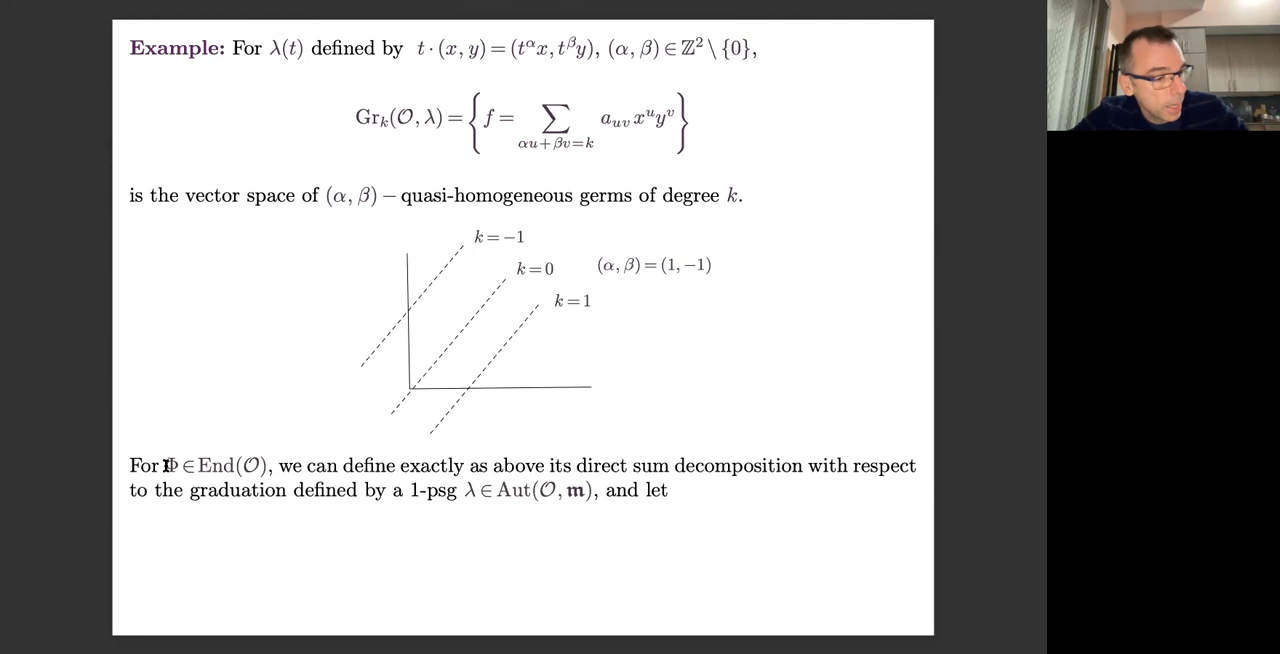 Example: For λ(t) defined by t · (x, y) = (t^α x, t^β y), (α, β) ∈ ℤ² \ {0},
Gr_k(𝒪, λ) = { f = ∑_{αu+βv=k} a_{uv} x^u y^v }
is the vector space of (α, β) – quasi-homogeneous germs of degree k.
k = −1
k = 0
(α, β) = (1, −1)
k = 1
For Φ ∈ End(𝒪), we can define exactly as above its direct sum decomposition with respect
to the graduation defined by a 1-psg λ ∈ Aut(𝒪, 𝔪), and let